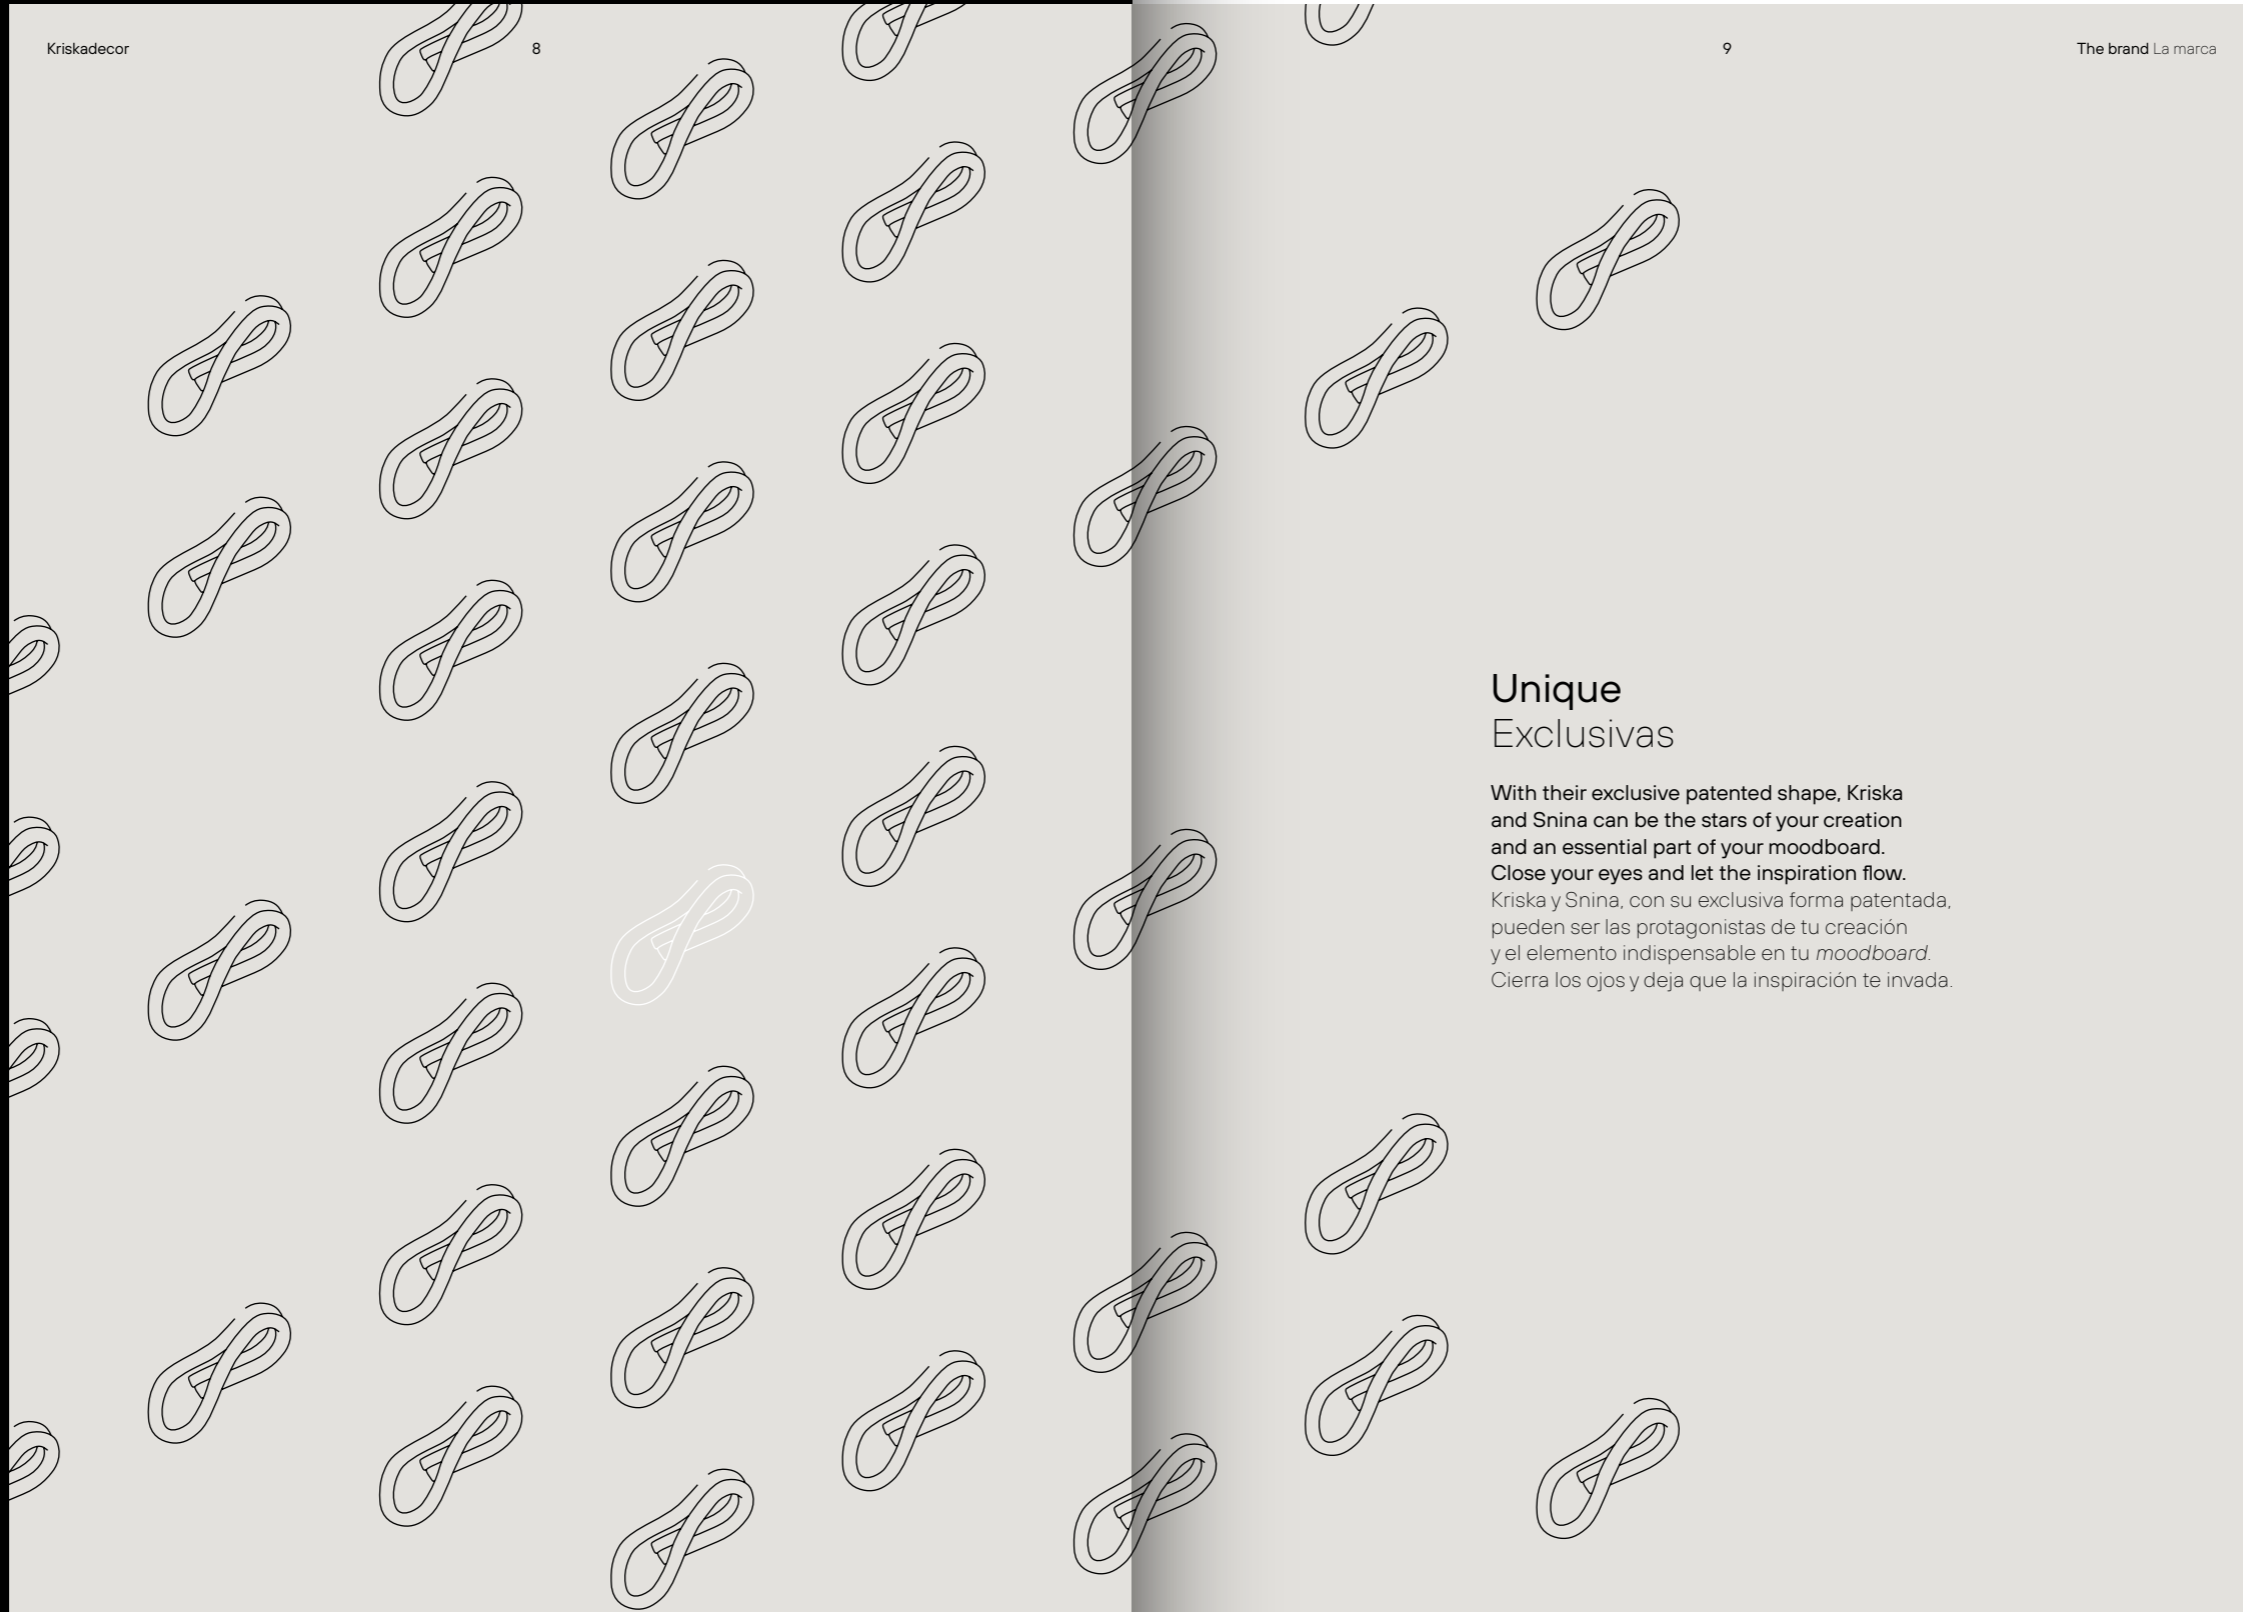 Kriskadecor
8
9
The brand La marca
Unique
Exclusivas
With their exclusive patented shape, Kriska
and Snina can be the stars of your creation
and an essential part of your moodboard.
Close your eyes and let the inspiration flow.
Kriska y Snina, con su exclusiva forma patentada,
pueden ser las protagonistas de tu creación
y el elemento indispensable en tu moodboard.
Cierra los ojos y deja que la inspiración te invada.